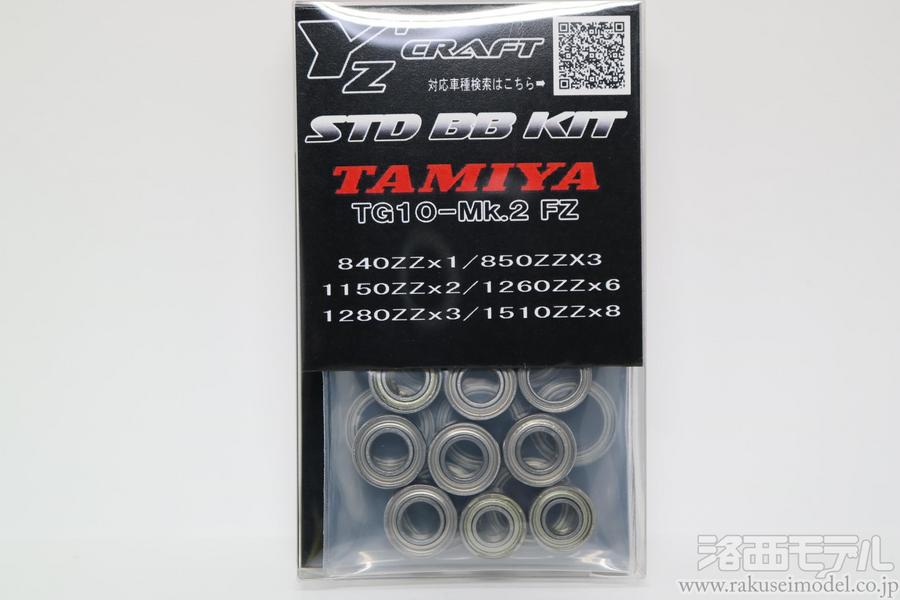 Yz CRAFT
対応車種検索はこちら➡
STD BB KIT
TAMIYA
TG10-Mk.2 FZ
840ZZx1/850ZZX3
1150ZZx2/1260ZZx6
1280ZZx3/1510ZZx8
洛西モデル
www.rakuseimodel.co.jp